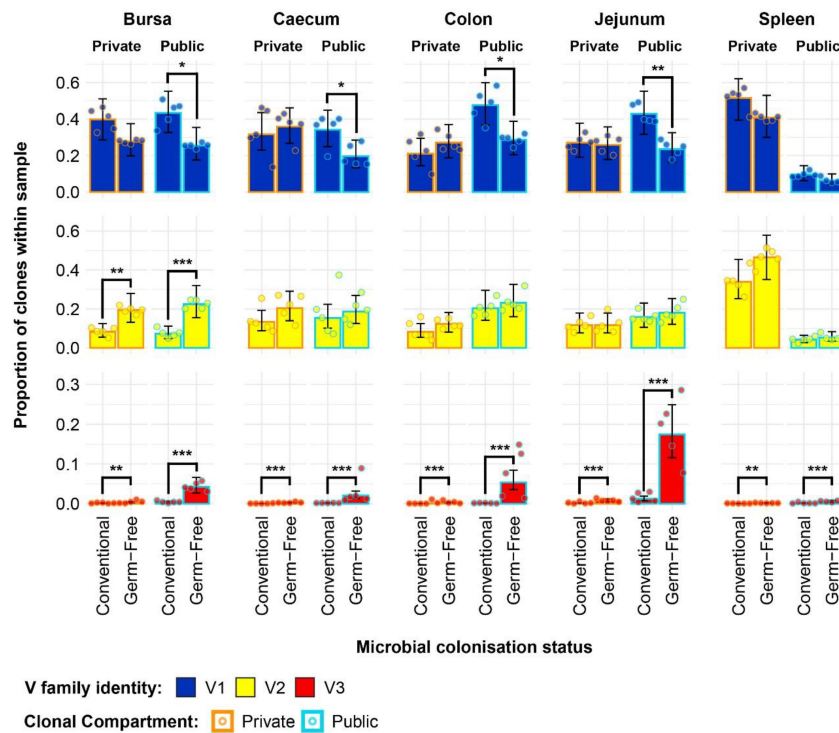 Bursa Caecum Colon Jejunum Spleen
Private Public Private Public Private Public Private Public Private Public
* * * **
0.6
0.4
0.2
0.0
** ***
0.6
0.4
0.2
0.0
** *** *** *** *** *** *** *** ** ***
0.3
0.2
0.1
0.0
Proportion of clones within sample
Conventional Germ−Free Conventional Germ−Free Conventional Germ−Free Conventional Germ−Free Conventional Germ−Free Conventional Germ−Free Conventional Germ−Free Conventional Germ−Free Conventional Germ−Free Conventional Germ−Free
Microbial colonisation status
V family identity: V1 V2 V3
Clonal Compartment: Private Public